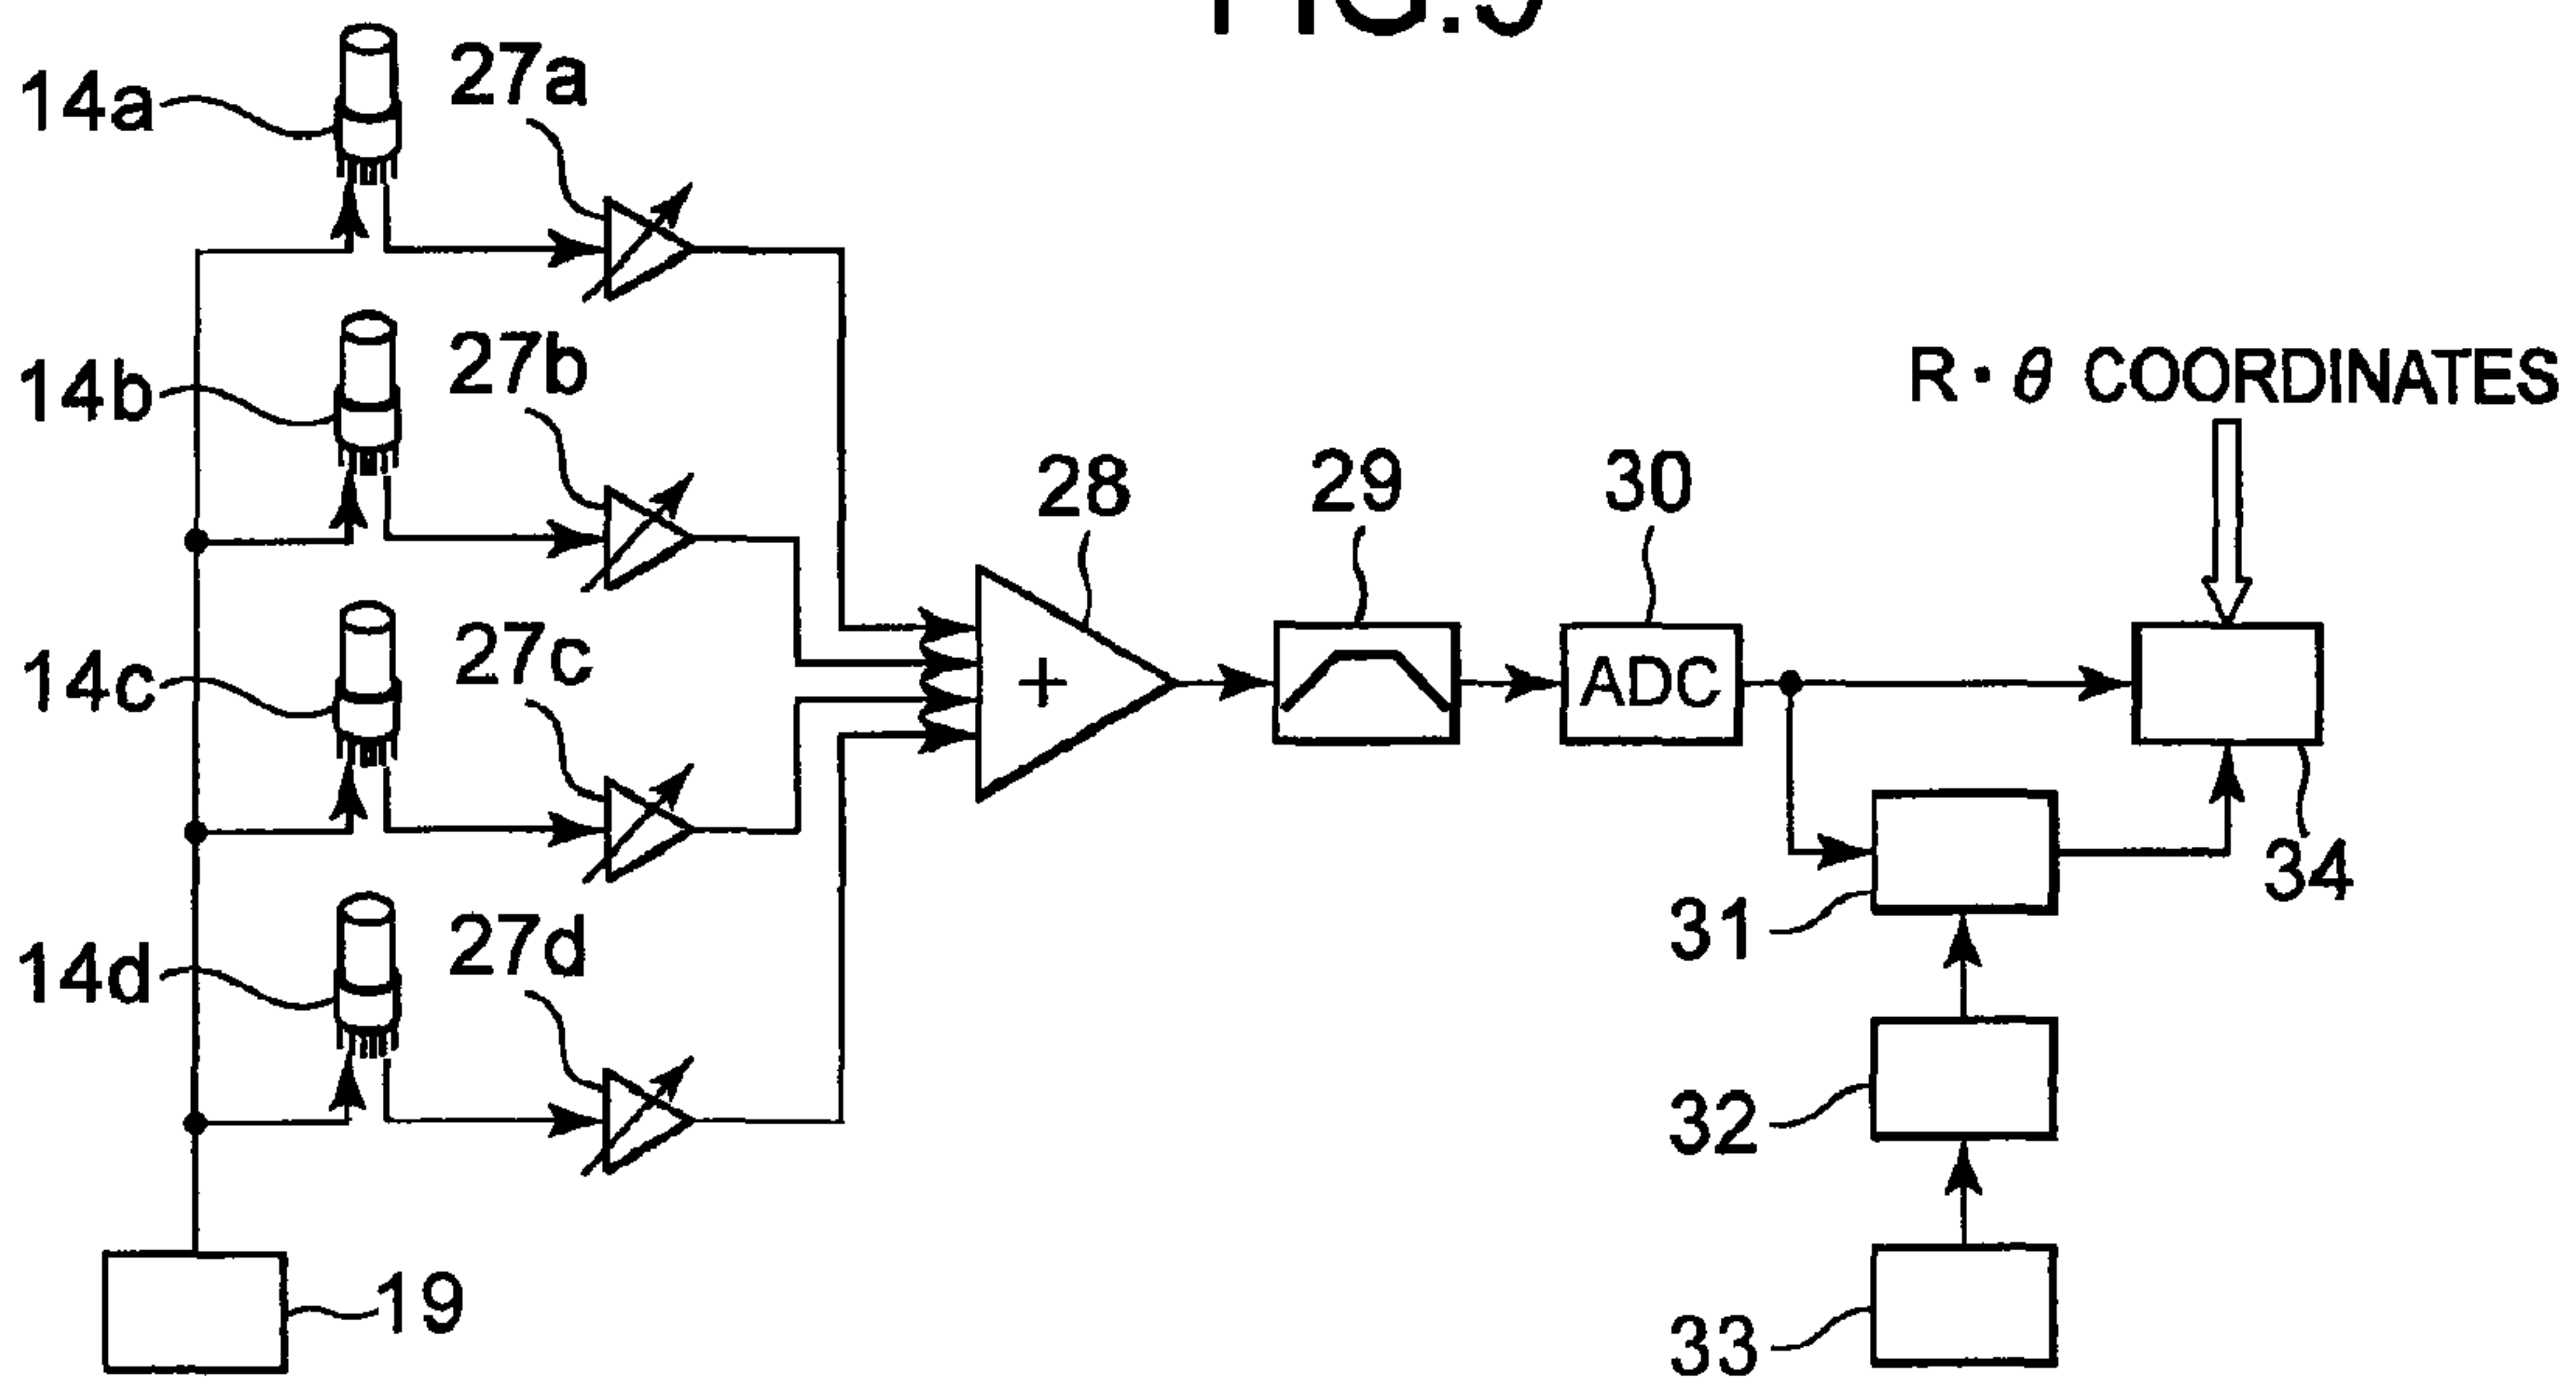 14a
27a
14b
27b
R・θ COORDINATES
28
29
30
14c
27c
+
ADC
34
31
14d
27d
32
19
33